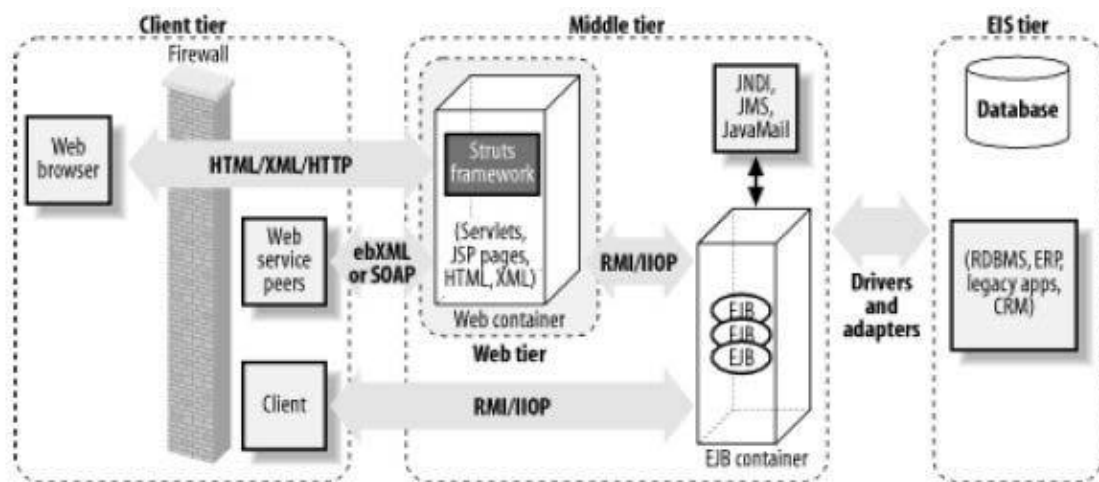 Client tier
Middle tier
EIS tier
Firewall
Web
browser
HTML/XML/HTTP
Struts
framework
JNDI,
JMS,
JavaMail
Database
Web
service
peers
ebXML
or SOAP
(Servlets,
JSP pages,
HTML, XML)
Web container
Web tier
RMI/IIOP
EJB
EJB
EJB
EJB container
Drivers
and
adapters
(RDBMS, ERP,
legacy apps,
CRM)
Client
RMI/IIOP